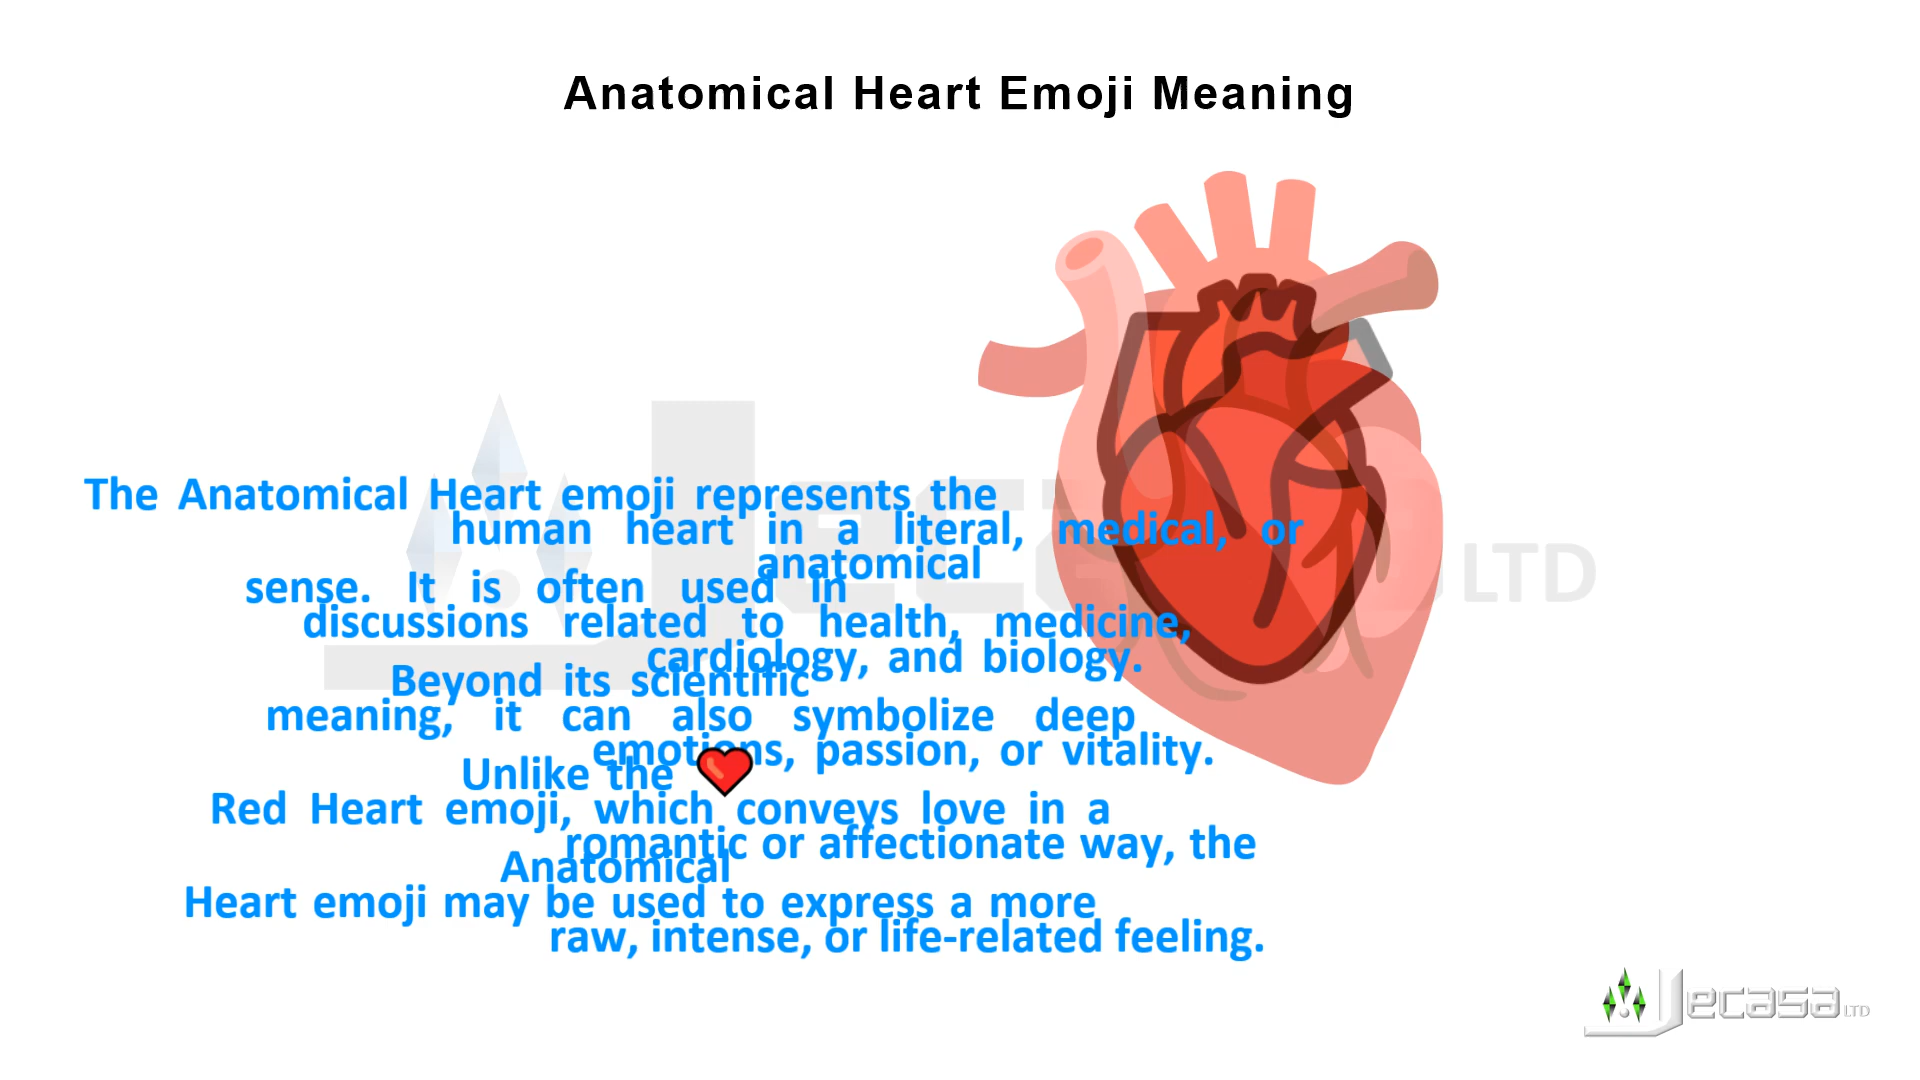 Anatomical Heart Emoji Meaning
The Anatomical Heart emoji represents the
human heart in a literal, medical, or
anatomical
sense. It is often used in
discussions related to health, medicine,
cardiology, and biology.
Beyond its scientific
meaning, it can also symbolize deep
emotions, passion, or vitality.
Unlike the ❤
Red Heart emoji, which conveys love in a
romantic or affectionate way, the
Anatomical
Heart emoji may be used to express a more
raw, intense, or life-related feeling.
Jecasa LTD
Jecasa LTD